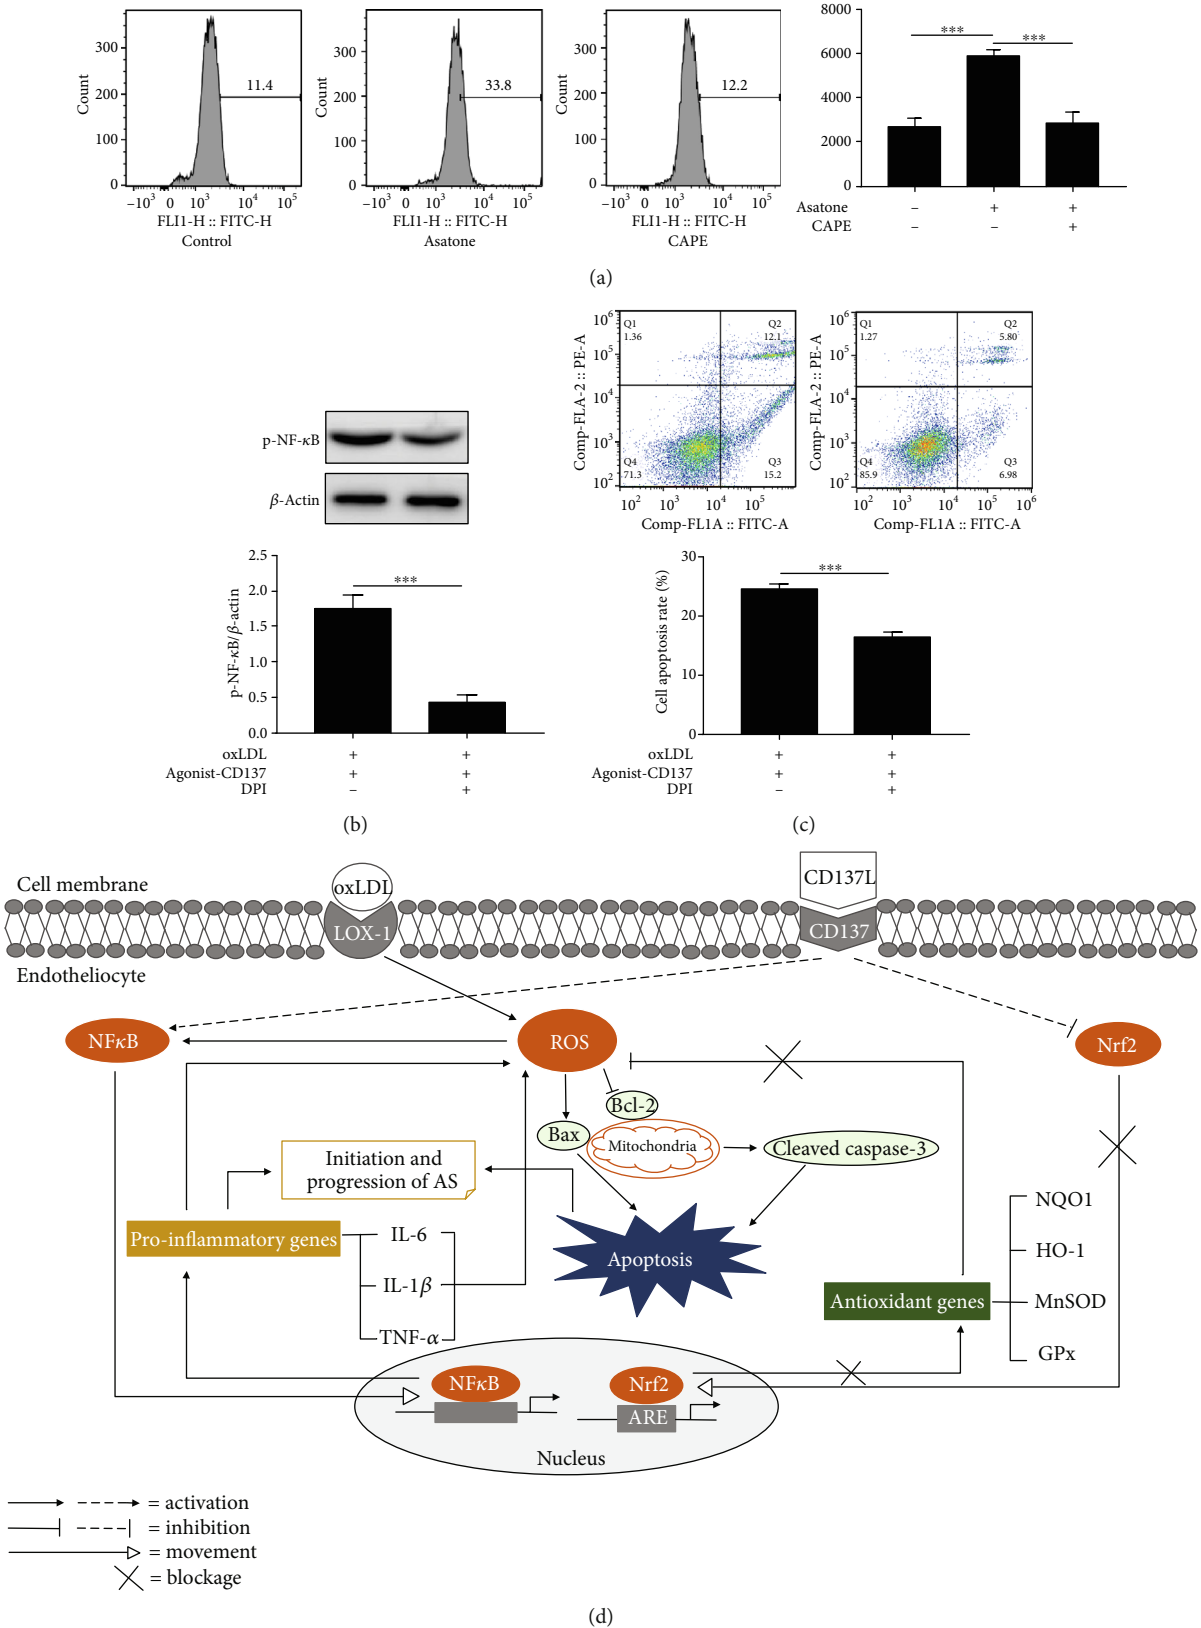 300
200
100
0
Count
11.4
−10³ 0 10³ 10⁴ 10⁵
FLI1-H :: FITC-H
Control
300
200
100
0
Count
33.8
−10³ 0 10³ 10⁴ 10⁵
FLI1-H :: FITC-H
Asatone
300
200
100
0
Count
12.2
−10³ 0 10³ 10⁴ 10⁵
FLI1-H :: FITC-H
CAPE
8000
6000
4000
2000
0
*** ***
Asatone − + +
CAPE − − +
(a)
p-NF-κB
β-Actin
2.5
2.0
1.5
1.0
0.5
0.0
p-NF-κB/β-actin
***
oxLDL + +
Agonist-CD137 + +
DPI − +
(b)
10⁶
10⁵
10⁴
10³
10²
Comp-FLA-2 :: PE-A
Q1
1.36
Q2
12.1
Q4
71.3
Q3
15.2
10² 10³ 10⁴ 10⁵
Comp-FL1A :: FITC-A
10⁶
10⁵
10⁴
10³
10²
Comp-FLA-2 :: PE-A
Q1
1.27
Q2
5.80
Q4
85.9
Q3
6.98
10² 10³ 10⁴ 10⁵ 10⁶
Comp-FL1A :: FITC-A
30
20
10
0
Cell apoptosis rate (%)
***
oxLDL + +
Agonist-CD137 + +
DPI − +
(c)
Cell membrane
oxLDL
LOX-1
CD137L
CD137
Endotheliocyte
NFκB
ROS
Nrf2
Bcl-2
Bax
Mitochondria
Cleaved caspase-3
Initiation and
progression of AS
Pro-inflammatory genes
IL-6
IL-1β
TNF-α
Apoptosis
Antioxidant genes
NQO1
HO-1
MnSOD
GPx
NFκB
Nrf2
ARE
Nucleus
= activation
= inhibition
= movement
= blockage
(d)